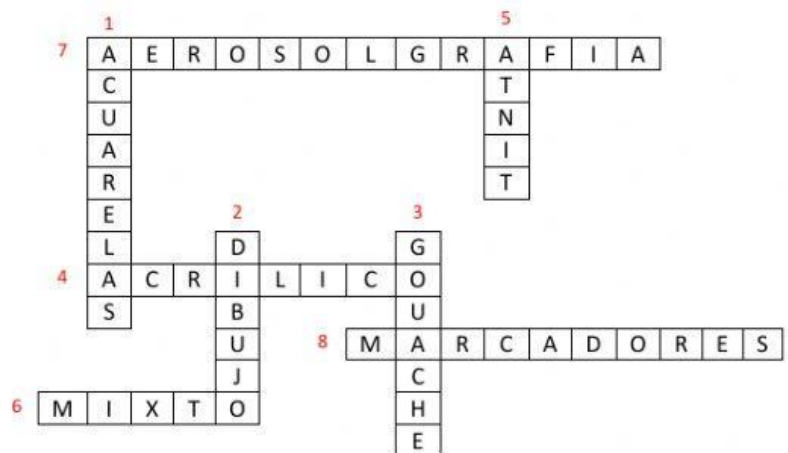 1 5
7 A E R O S O L G R A F I A
C T
U N
A I
R T
E 2 3
L D G
4 A C R I L I C O
S B U
U 8 M A R C A D O R E S
J C
6 M I X T O H
E